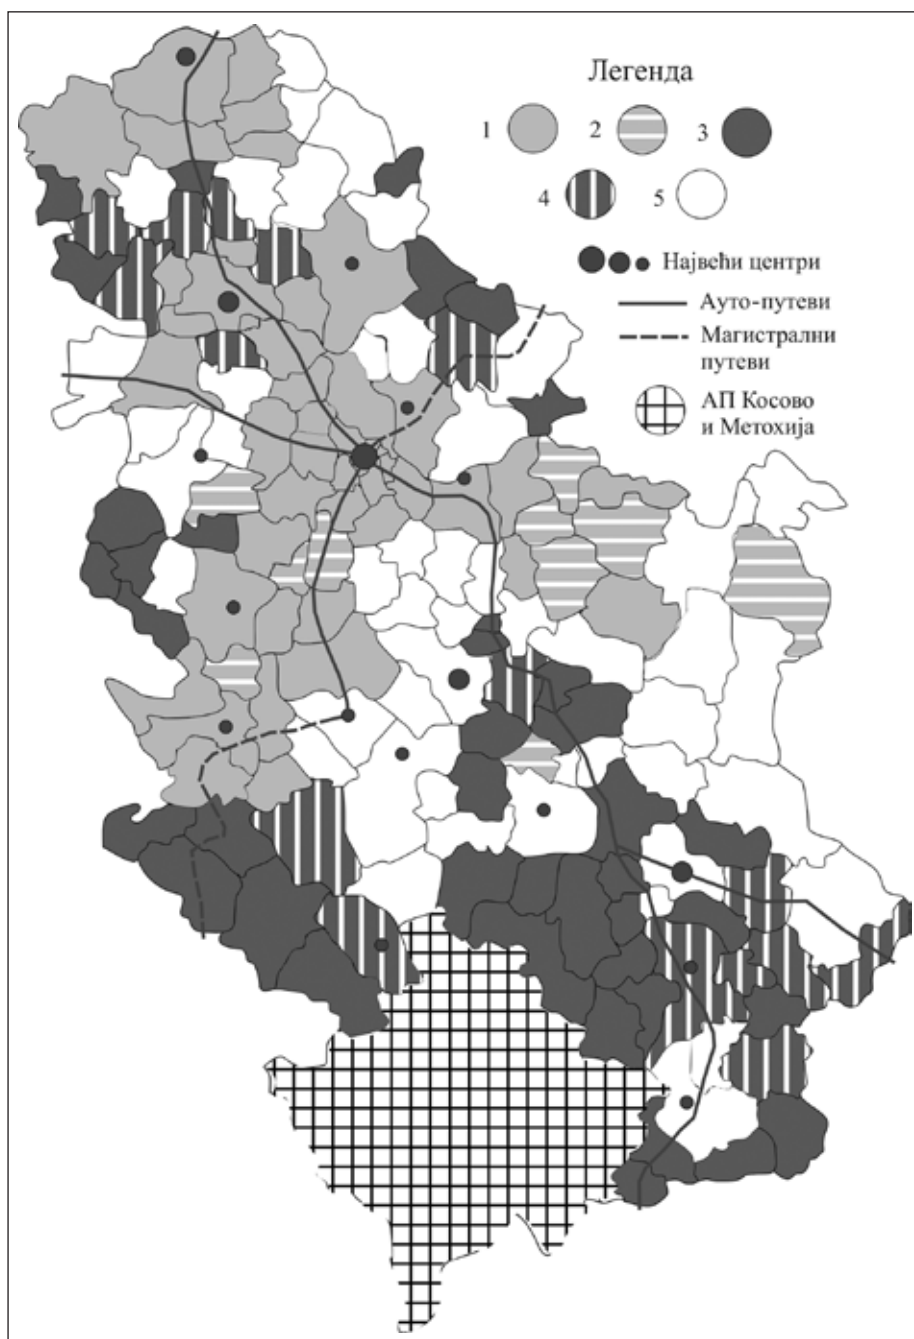 Легенда
1 2 3
4 5
Највећи центри
Ауто-путеви
Магистрални
путеви
АП Косово
и Метохија